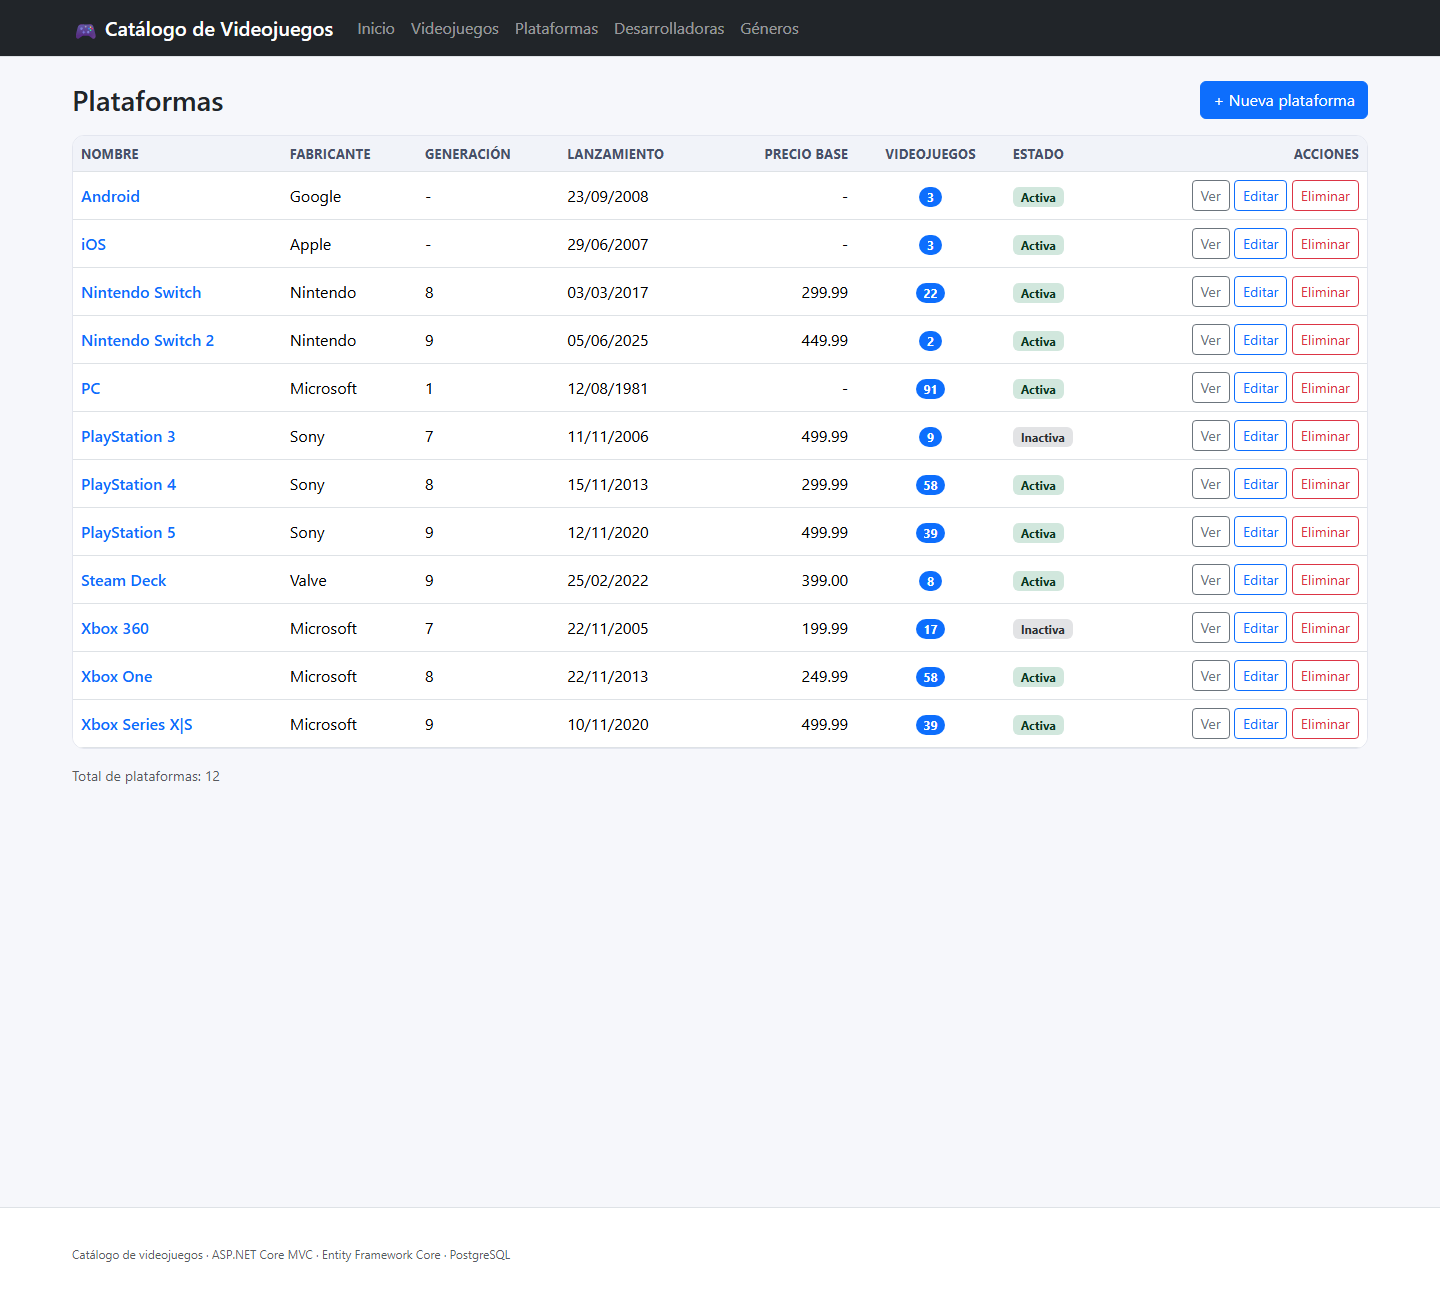 Catálogo de Videojuegos Inicio Videojuegos Plataformas Desarrolladoras Géneros
Plataformas + Nueva plataforma
NOMBRE FABRICANTE GENERACIÓN LANZAMIENTO PRECIO BASE VIDEOJUEGOS ESTADO ACCIONES
Android Google - 23/09/2008 - 3 Activa Ver Editar Eliminar
iOS Apple - 29/06/2007 - 3 Activa Ver Editar Eliminar
Nintendo Switch Nintendo 8 03/03/2017 299.99 22 Activa Ver Editar Eliminar
Nintendo Switch 2 Nintendo 9 05/06/2025 449.99 2 Activa Ver Editar Eliminar
PC Microsoft 1 12/08/1981 - 91 Activa Ver Editar Eliminar
PlayStation 3 Sony 7 11/11/2006 499.99 9 Inactiva Ver Editar Eliminar
PlayStation 4 Sony 8 15/11/2013 299.99 58 Activa Ver Editar Eliminar
PlayStation 5 Sony 9 12/11/2020 499.99 39 Activa Ver Editar Eliminar
Steam Deck Valve 9 25/02/2022 399.00 8 Activa Ver Editar Eliminar
Xbox 360 Microsoft 7 22/11/2005 199.99 17 Inactiva Ver Editar Eliminar
Xbox One Microsoft 8 22/11/2013 249.99 58 Activa Ver Editar Eliminar
Xbox Series X|S Microsoft 9 10/11/2020 499.99 39 Activa Ver Editar Eliminar
Total de plataformas: 12
Catálogo de videojuegos · ASP.NET Core MVC · Entity Framework Core · PostgreSQL